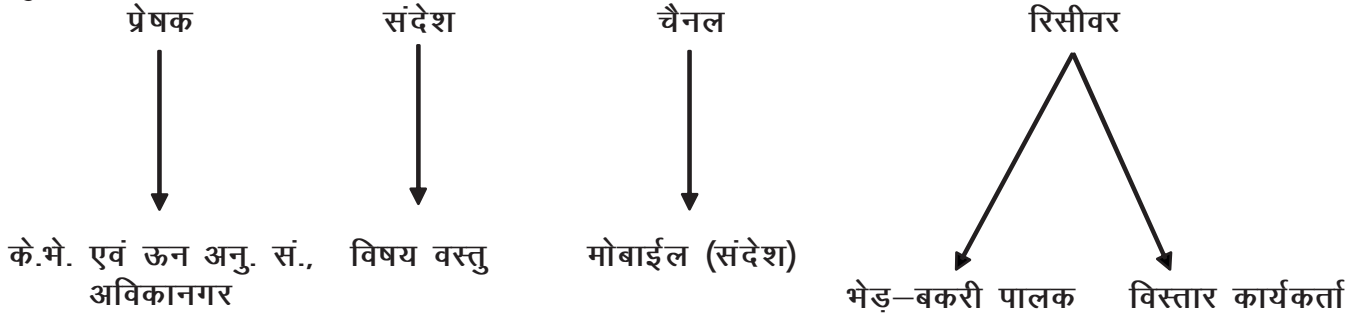 प्रेषक संदेश चैनल रिसीवर
के.भे. एवं ऊन अनु. सं., विषय वस्तु मोबाईल (संदेश)
अविकानगर
भेड़–बकरी पालक विस्तार कार्यकर्ता